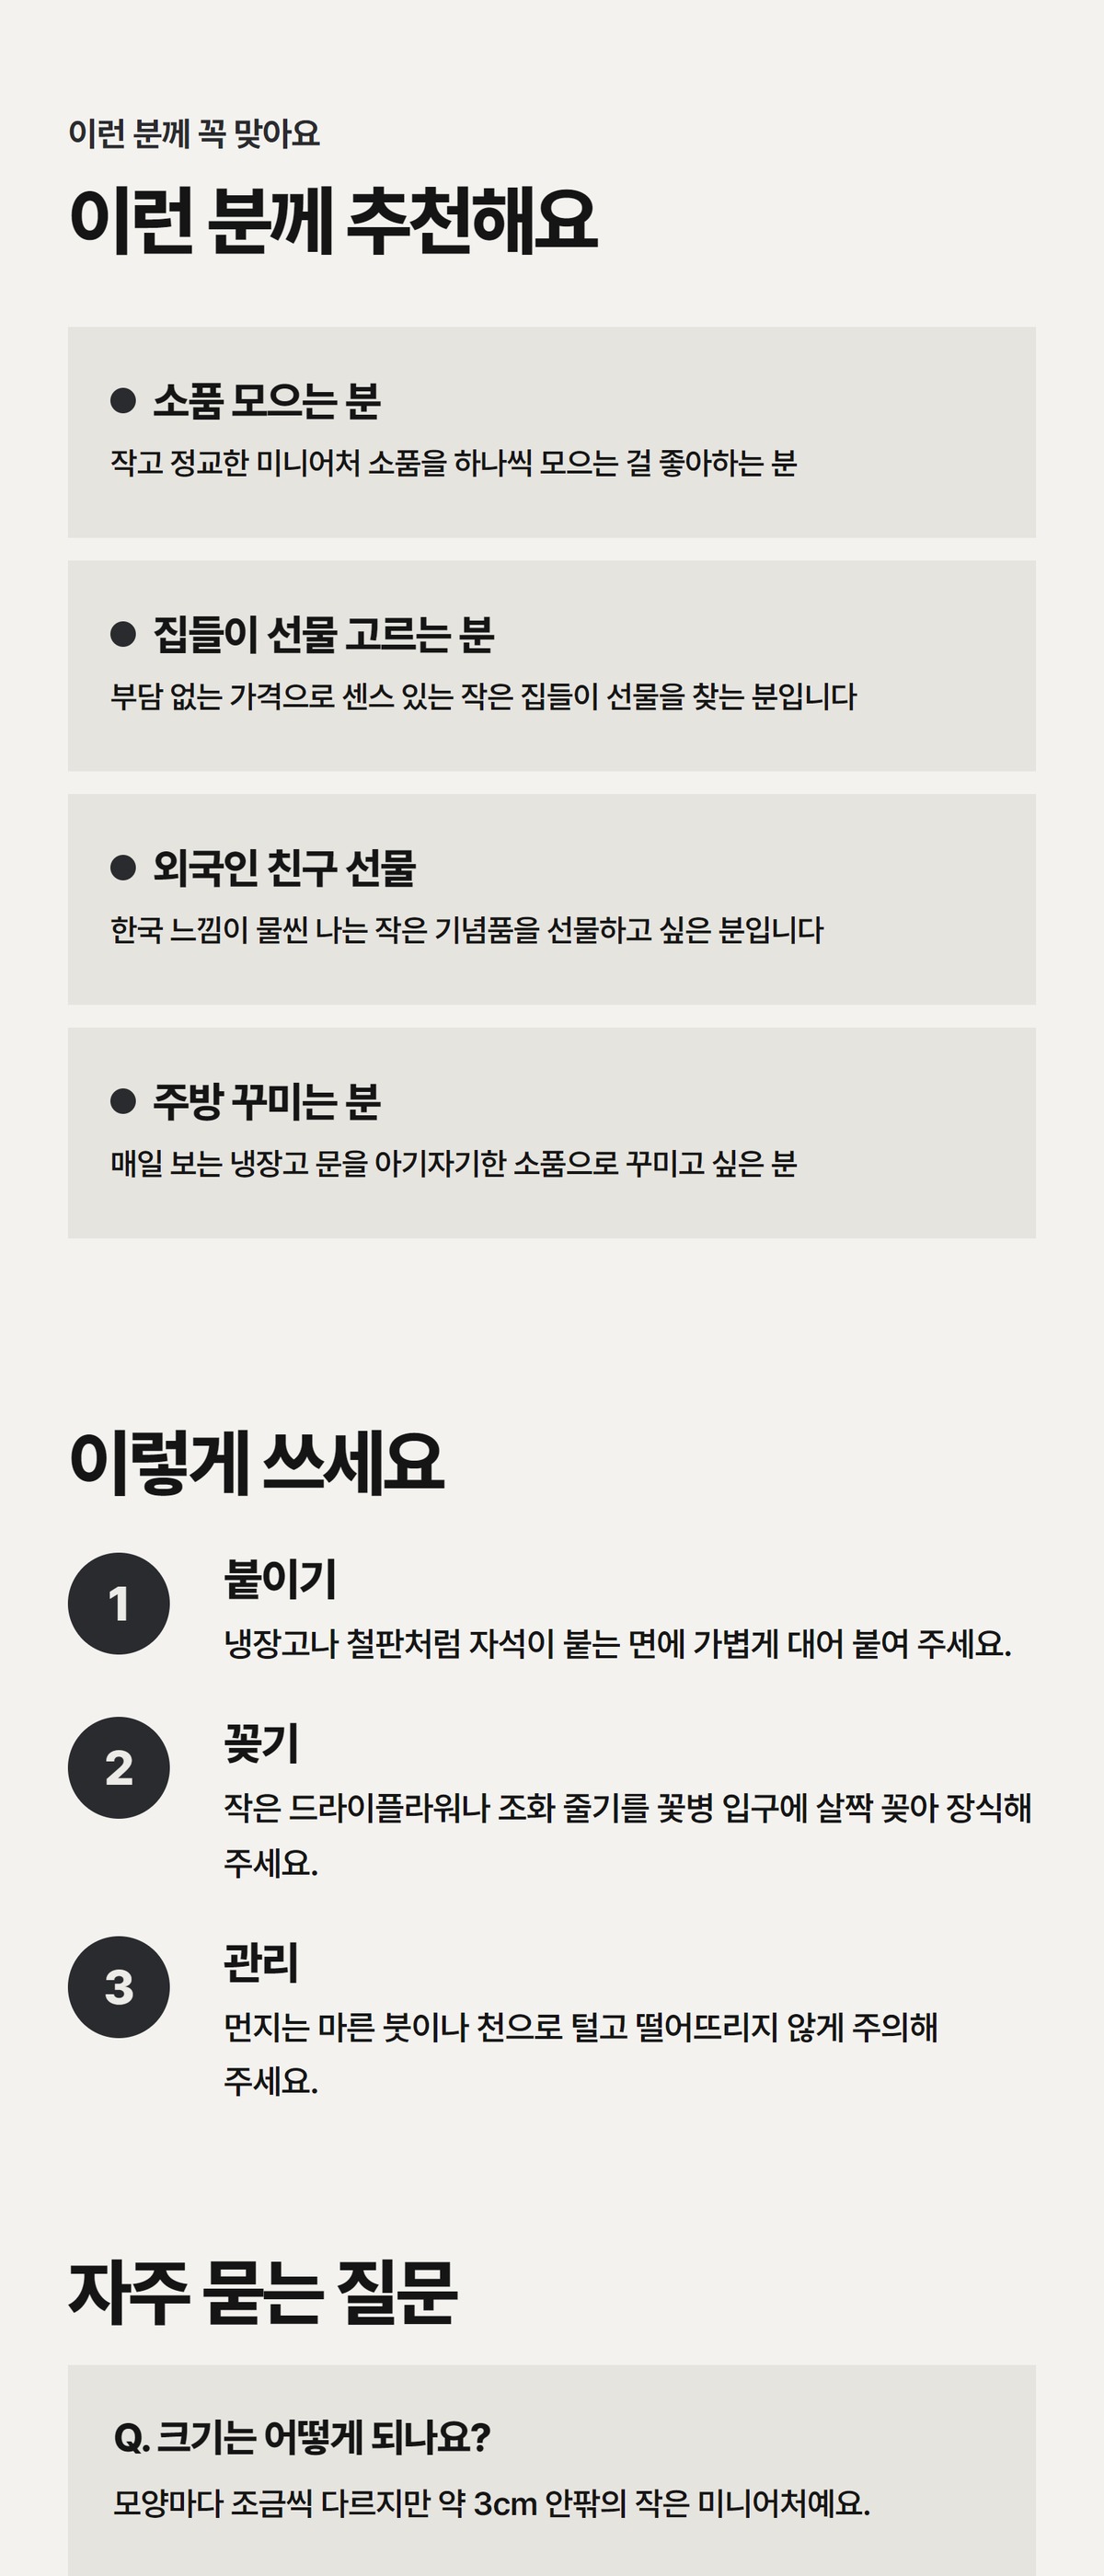 이런 분께 꼭 맞아요
이런 분께 추천해요
소품 모으는 분
작고 정교한 미니어처 소품을 하나씩 모으는 걸 좋아하는 분
집들이 선물 고르는 분
부담 없는 가격으로 센스 있는 작은 집들이 선물을 찾는 분입니다
외국인 친구 선물
한국 느낌이 물씬 나는 작은 기념품을 선물하고 싶은 분입니다
주방 꾸미는 분
매일 보는 냉장고 문을 아기자기한 소품으로 꾸미고 싶은 분
이렇게 쓰세요
1
붙이기
냉장고나 철판처럼 자석이 붙는 면에 가볍게 대어 붙여 주세요.
2
꽂기
작은 드라이플라워나 조화 줄기를 꽃병 입구에 살짝 꽂아 장식해
주세요.
3
관리
먼지는 마른 붓이나 천으로 털고 떨어뜨리지 않게 주의해
주세요.
자주 묻는 질문
Q. 크기는 어떻게 되나요?
모양마다 조금씩 다르지만 약 3cm 안팎의 작은 미니어처예요.